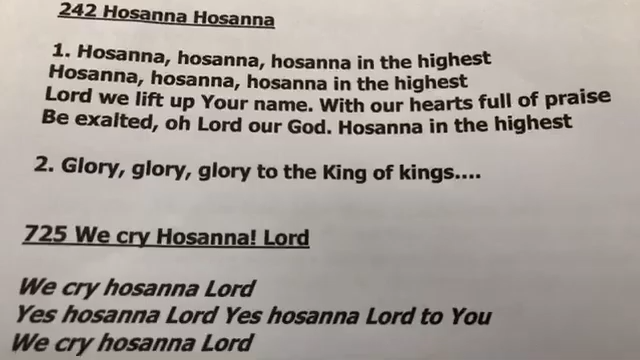 242 Hosanna Hosanna
1. Hosanna, hosanna, hosanna in the highest
Hosanna, hosanna, hosanna in the highest
Lord we lift up Your name. With our hearts full of praise
Be exalted, oh Lord our God. Hosanna in the highest
2. Glory, glory, glory to the King of kings....
725 We cry Hosanna! Lord
We cry hosanna Lord
Yes hosanna Lord Yes hosanna Lord to You
We cry hosanna Lord